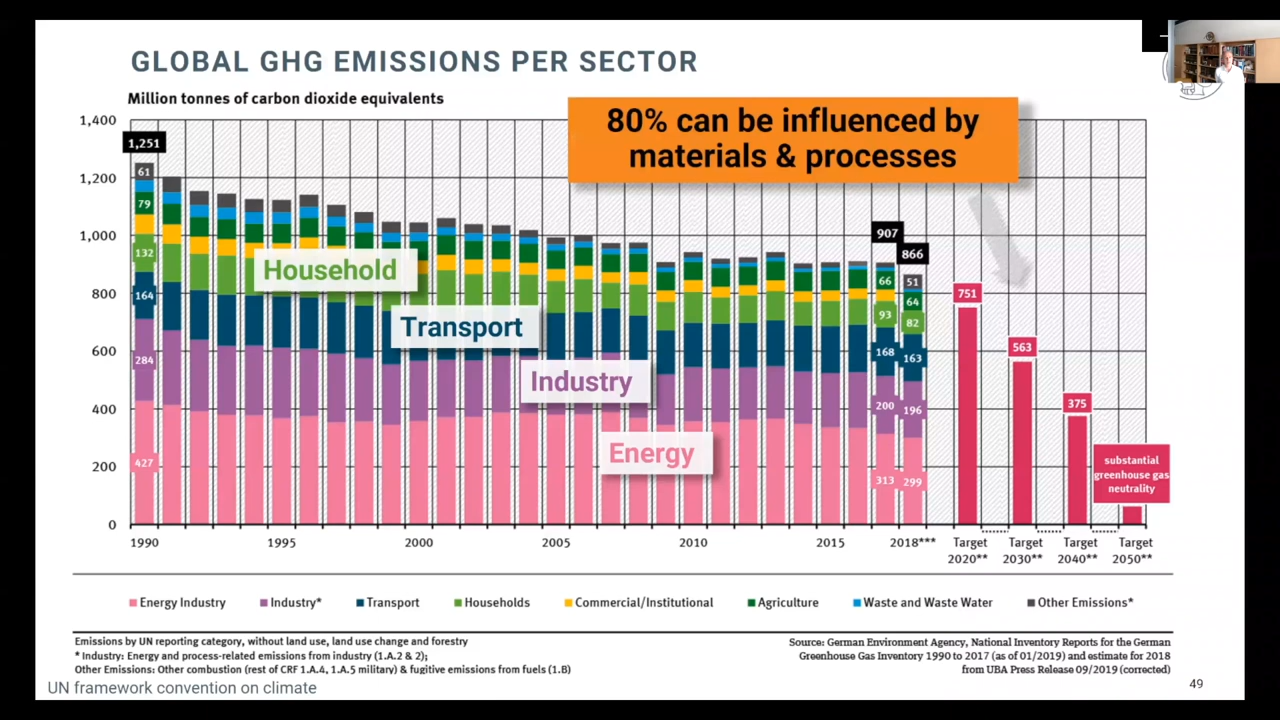 GLOBAL GHG EMISSIONS PER SECTOR
Million tonnes of carbon dioxide equivalents
80% can be influenced by
materials & processes
1,400
1,200
1,000
800
600
400
200
0
1,251
61
79
132
164
284
427
Household
Transport
Industry
Energy
907
66
93
168
200
313
866
51
64
82
163
196
299
751
563
375
substantial
greenhouse gas
neutrality
1990
1995
2000
2005
2010
2015
2018***
Target
2020**
Target
2030**
Target
2040**
Target
2050**
Energy Industry
Industry*
Transport
Households
Commercial/Institutional
Agriculture
Waste and Waste Water
Other Emissions*
Emissions by UN reporting category, without land use, land use change and forestry
* Industry: Energy and process-related emissions from industry (1.A.2 & 2);
Other Emissions: Other combustion (rest of CRF 1.A.4, 1.A.5 military) & fugitive emissions from fuels (1.B)
Source: German Environment Agency, National Inventory Reports for the German
Greenhouse Gas Inventory 1990 to 2017 (as of 01/2019) and estimate for 2018
from UBA Press Release 09/2019 (corrected)
UN framework convention on climate
49